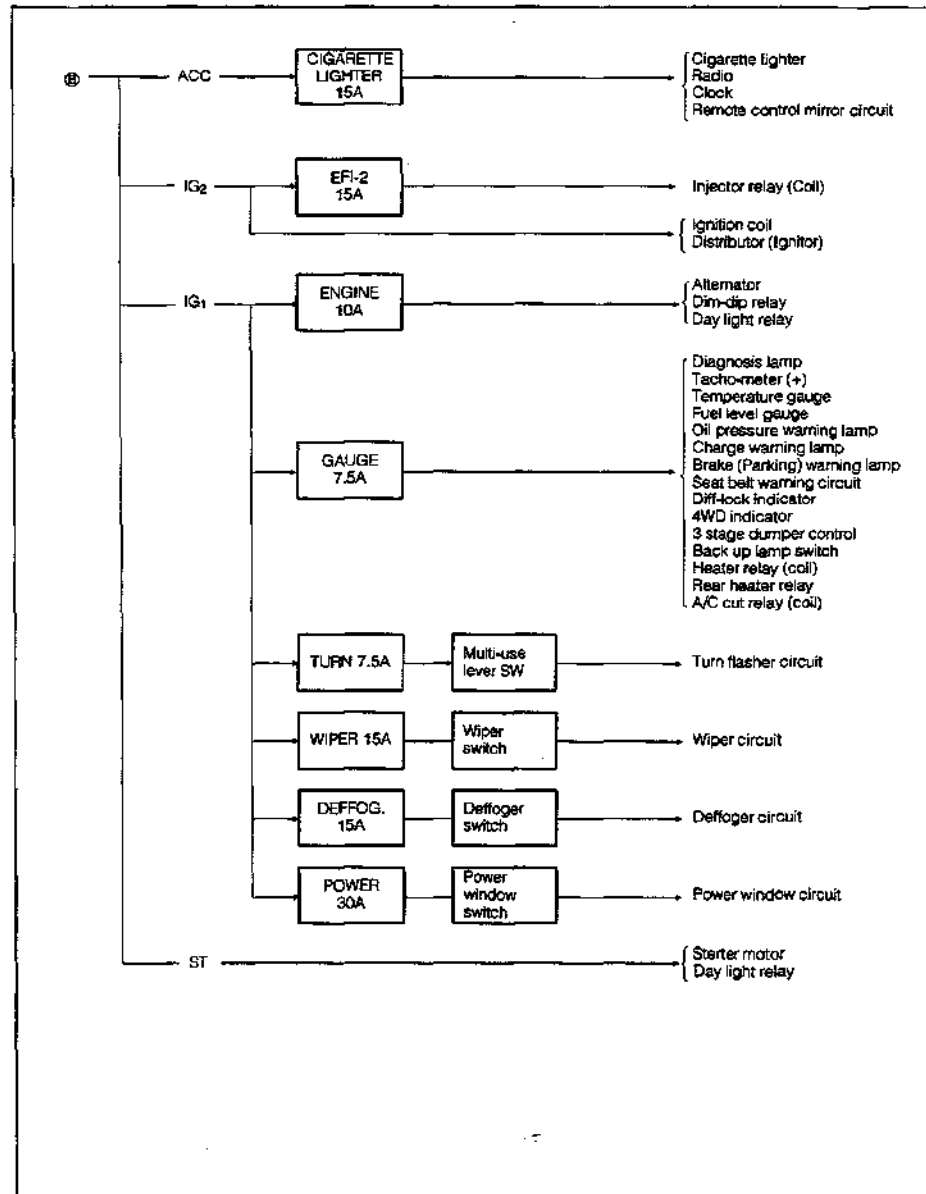 B
ACC
CIGARETTE
LIGHTER
15A
Cigarette lighter
Radio
Clock
Remote control mirror circuit
IG2
EFI-2
15A
Injector relay (Coil)
Ignition coil
Distributor (Ignitor)
IG1
ENGINE
10A
Alternator
Dim-dip relay
Day light relay
GAUGE
7.5A
Diagnosis lamp
Tacho-meter (+)
Temperature gauge
Fuel level gauge
Oil pressure warning lamp
Charge warning lamp
Brake (Parking) warning lamp
Seat belt warning circuit
Diff-lock indicator
4WD indicator
3 stage dumper control
Back up lamp switch
Heater relay (coil)
Rear heater relay
A/C cut relay (coil)
TURN 7.5A
Multi-use
lever SW
Turn flasher circuit
WIPER 15A
Wiper
switch
Wiper circuit
DEFFOG.
15A
Deffoger
switch
Deffoger circuit
POWER
30A
Power
window
switch
Power window circuit
ST
Starter motor
Day light relay